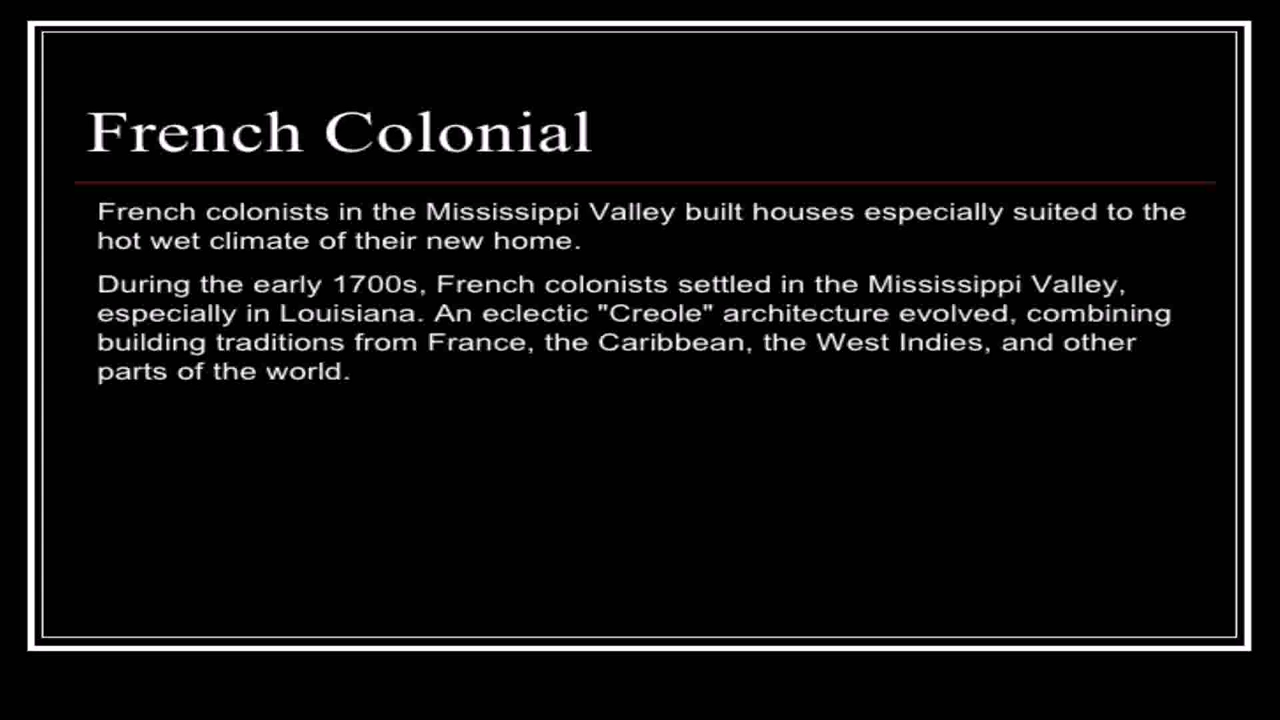 French Colonial
French colonists in the Mississippi Valley built houses especially suited to the
hot wet climate of their new home.
During the early 1700s, French colonists settled in the Mississippi Valley,
especially in Louisiana. An eclectic "Creole" architecture evolved, combining
building traditions from France, the Caribbean, the West Indies, and other
parts of the world.